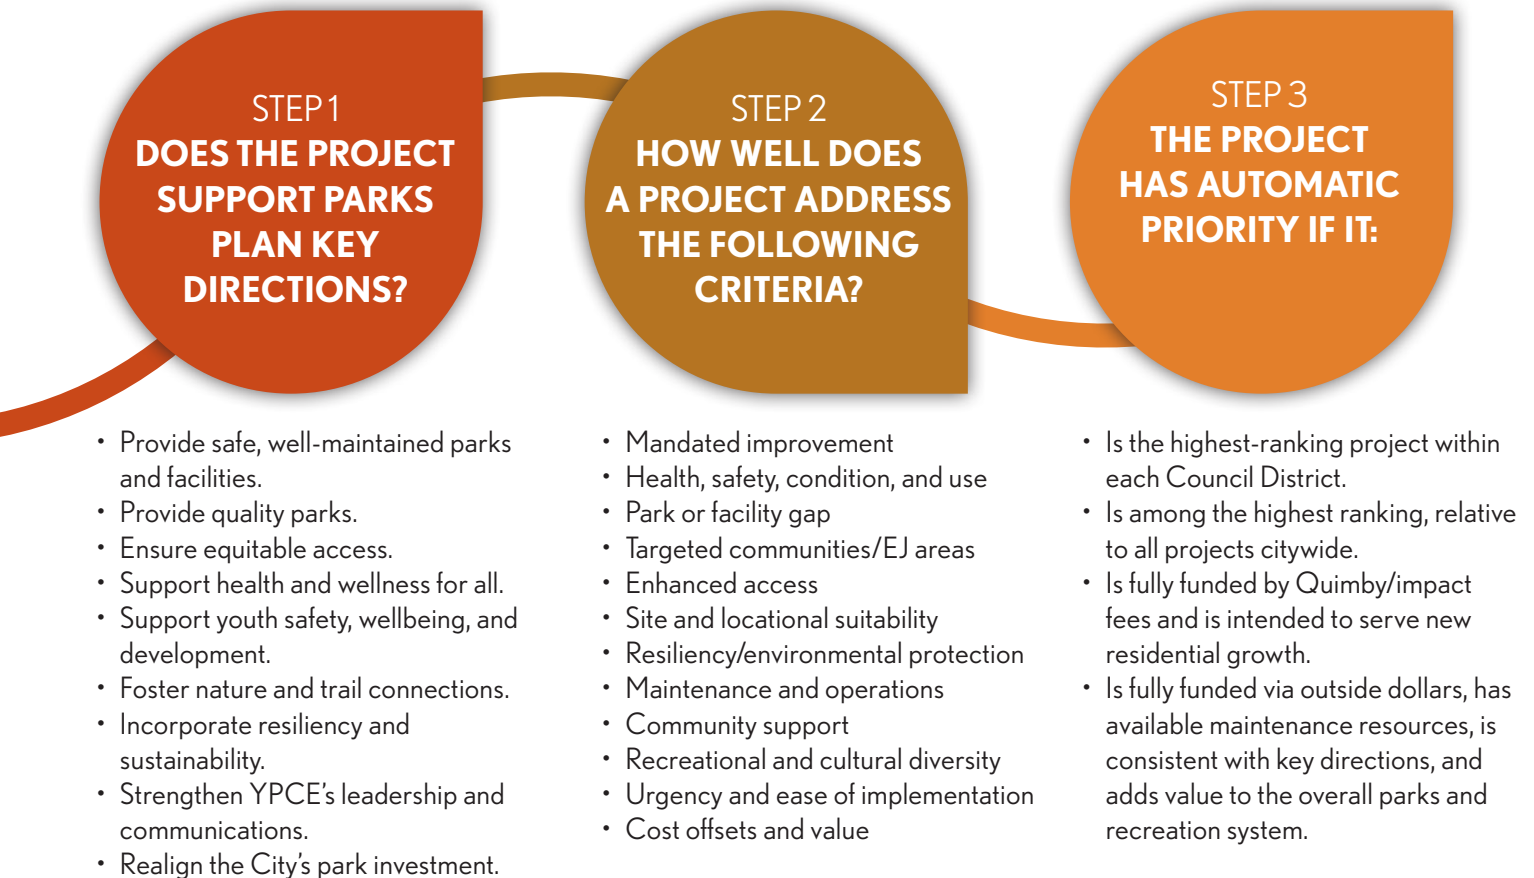 STEP 1
DOES THE PROJECT
SUPPORT PARKS
PLAN KEY
DIRECTIONS?
• Provide safe, well-maintained parks
and facilities.
• Provide quality parks.
• Ensure equitable access.
• Support health and wellness for all.
• Support youth safety, wellbeing, and
development.
• Foster nature and trail connections.
• Incorporate resiliency and
sustainability.
• Strengthen YPCE's leadership and
communications.
• Realign the City's park investment.
STEP 2
HOW WELL DOES
A PROJECT ADDRESS
THE FOLLOWING
CRITERIA?
• Mandated improvement
• Health, safety, condition, and use
• Park or facility gap
• Targeted communities/EJ areas
• Enhanced access
• Site and locational suitability
• Resiliency/environmental protection
• Maintenance and operations
• Community support
• Recreational and cultural diversity
• Urgency and ease of implementation
• Cost offsets and value
STEP 3
THE PROJECT
HAS AUTOMATIC
PRIORITY IF IT:
• Is the highest-ranking project within
each Council District.
• Is among the highest ranking, relative
to all projects citywide.
• Is fully funded by Quimby/impact
fees and is intended to serve new
residential growth.
• Is fully funded via outside dollars, has
available maintenance resources, is
consistent with key directions, and
adds value to the overall parks and
recreation system.